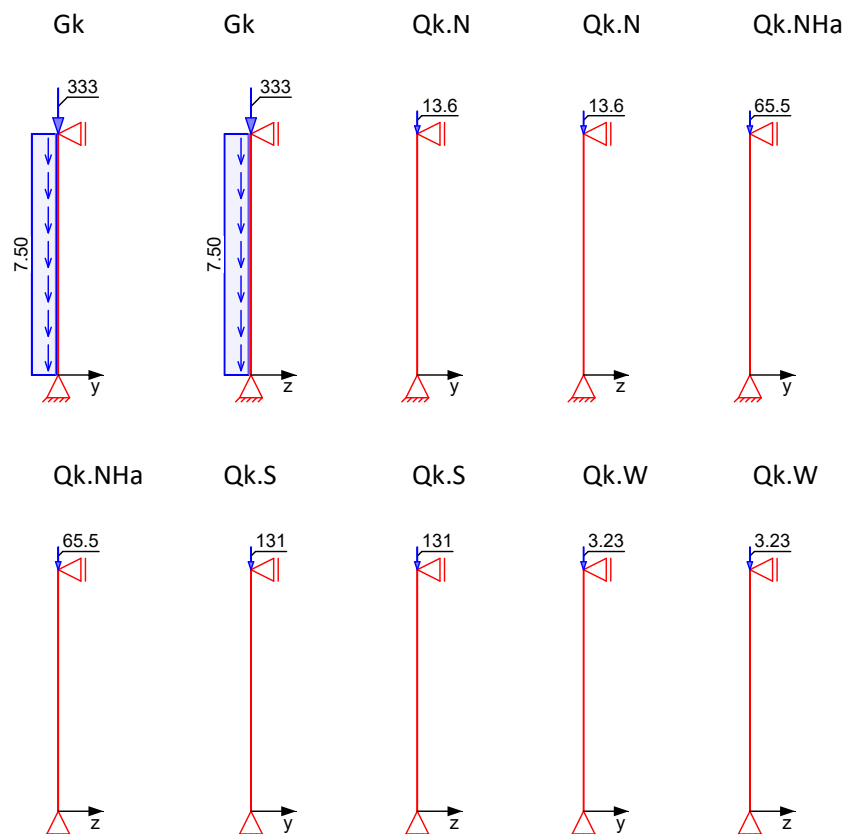 Gk Gk Qk.N Qk.N Qk.NHa
333 333 13.6 13.6 65.5
7.50 7.50
y z y z y
Qk.NHa Qk.S Qk.S Qk.W Qk.W
65.5 131 131 3.23 3.23
z y z y z